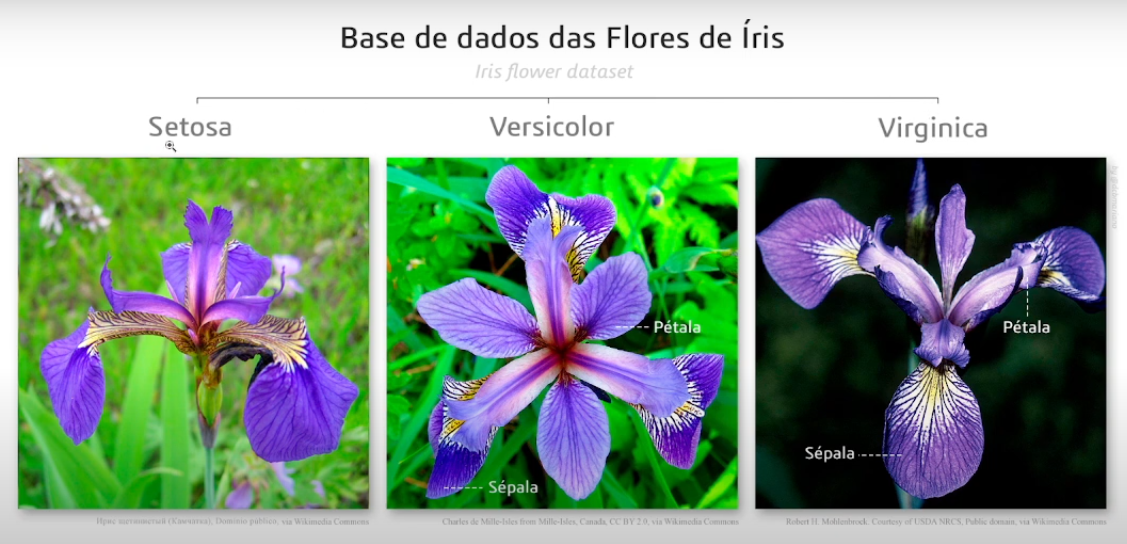 Base de dados das Flores de Íris
Iris flower dataset
Setosa
Versicolor
Virginica
Pétala
Sépala
Pétala
Sépala
Ирис щетинистый (Камчатка), Domínio público, via Wikimedia Commons
Charles de Mille-Isles from Mille-Isles, Canada, CC BY 2.0, via Wikimedia Commons
Robert H. Mohlenbrock. Courtesy of USDA NRCS, Public domain, via Wikimedia Commons